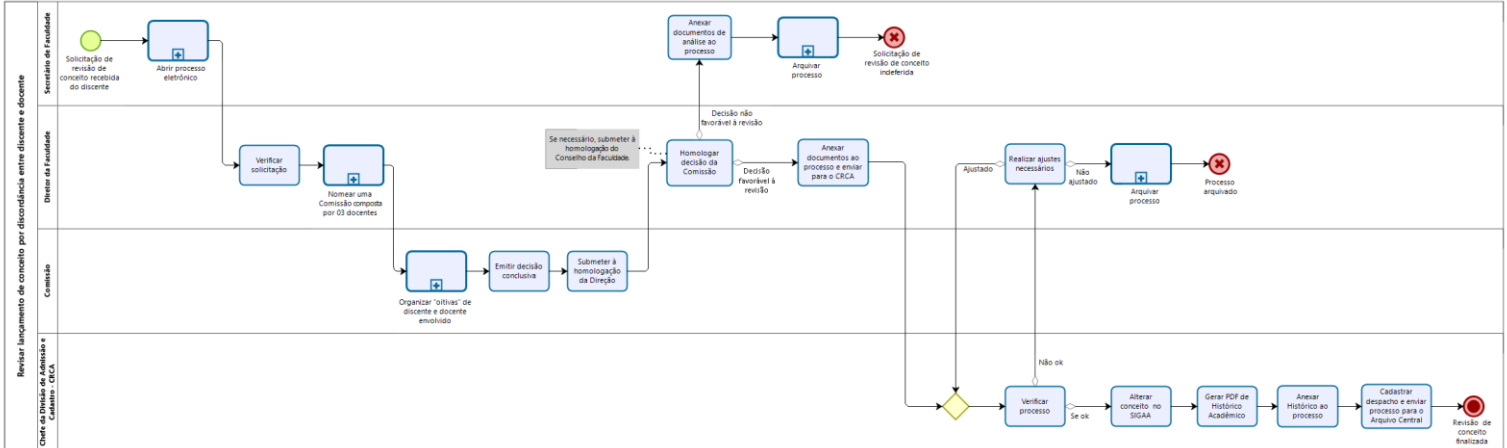 Revisar lançamento de conceito por discordância entre discente e docente
Secretário de Faculdade
Solicitação de
revisão de
conceito recebida
do discente
Abrir processo
eletrônico
Anexar
documentos de
análise ao
processo
Arquivar
processo
Solicitação de
revisão de conceito
indeferida
Diretor da Faculdade
Verificar
solicitação
Nomear uma
Comissão composta
por 03 docentes
Se necessário, submeter à
homologação do
Conselho da Faculdade.
Decisão não
favorável à revisão
Homologar
decisão da
Comissão
Decisão
favorável à
revisão
Anexar
documentos ao
processo e enviar
para o CRCA
Ajustado
Realizar ajustes
necessários
Não
ajustado
Arquivar
processo
Processo
arquivado
Comissão
Organizar "oitivas" de
discente e docente
envolvido
Emitir decisão
conclusiva
Submeter à
homologação
da Direção
Chefe da Divisão de Admissão e
Cadastro - CRCA
Não ok
Verificar
processo
Se ok
Alterar
conceito no
SIGAA
Gerar PDF de
Histórico
Acadêmico
Anexar
Histórico ao
processo
Cadastrar
despacho e enviar
processo para o
Arquivo Central
Revisão de
conceito
finalizada